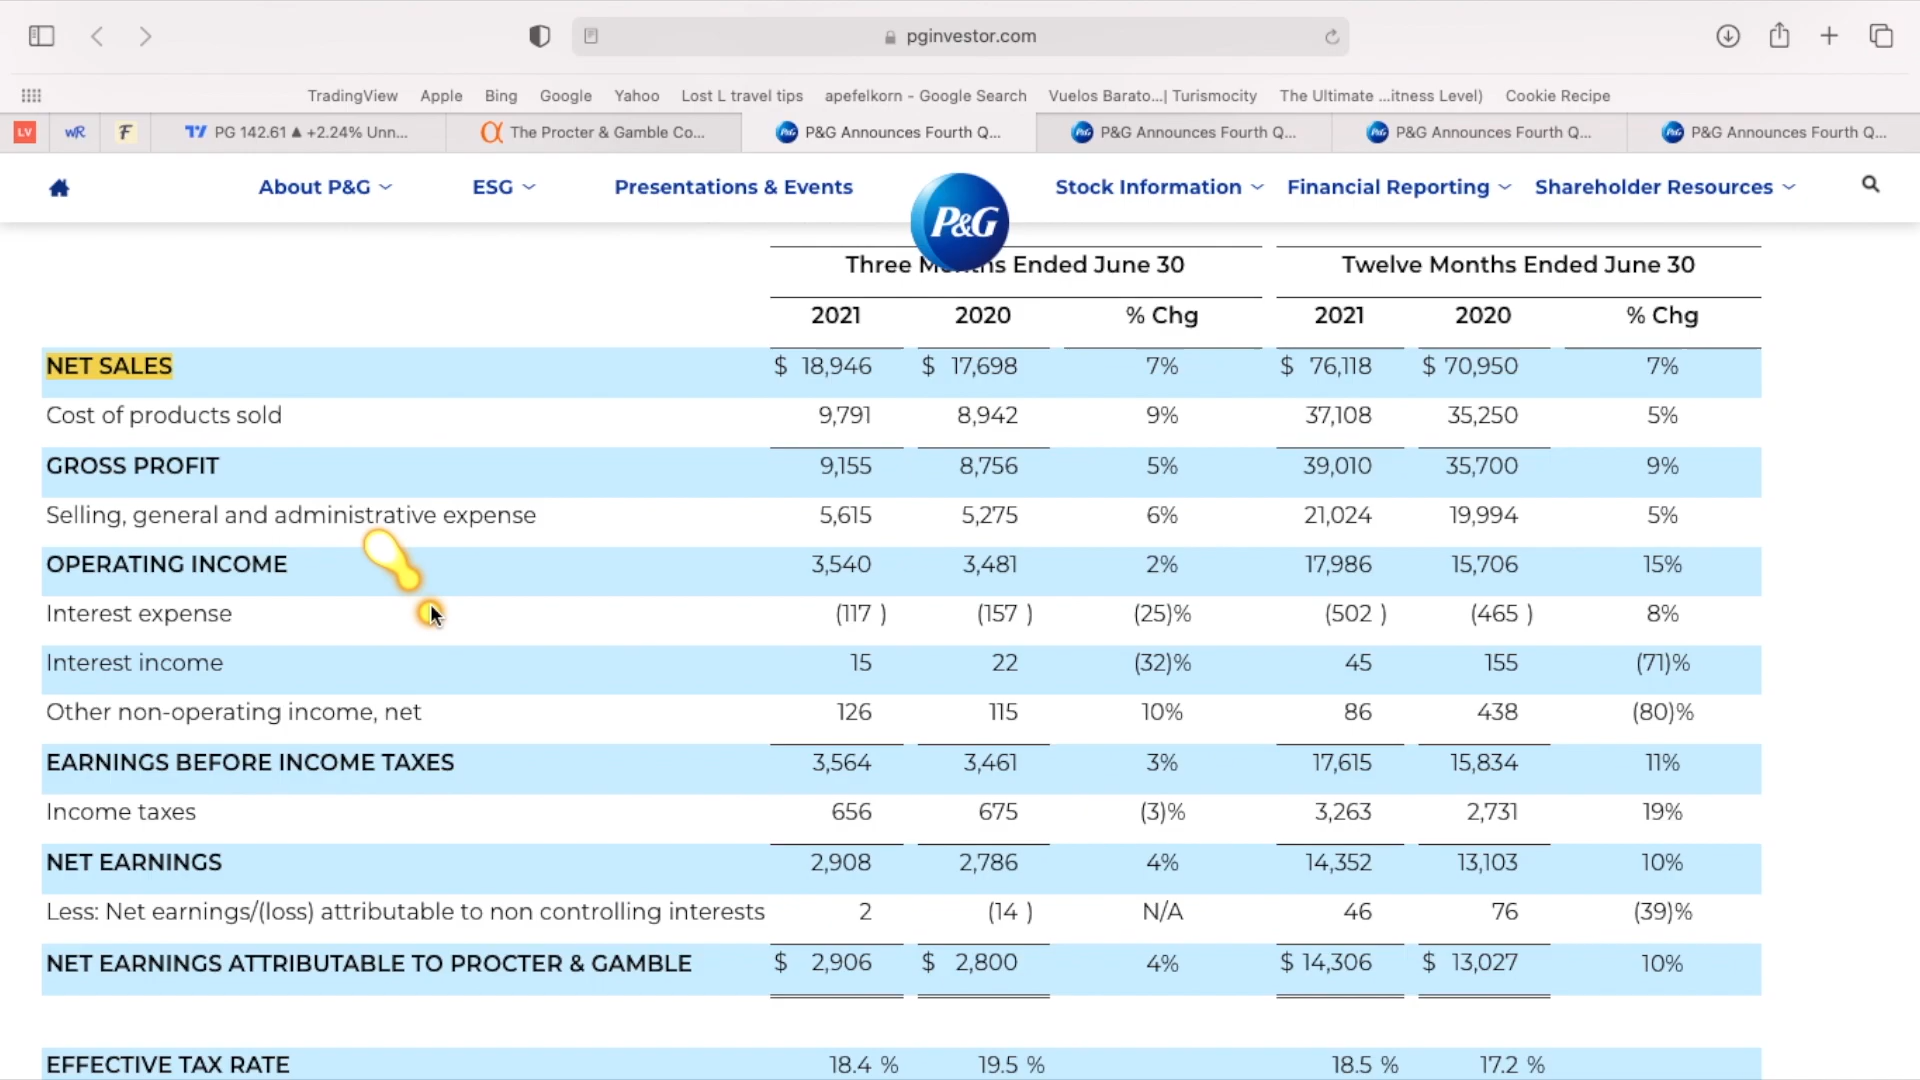 pginvestor.com
TradingView Apple Bing Google Yahoo Lost L travel tips apefelkorn - Google Search Vuelos Barato...| Turismocity The Ultimate ...itness Level) Cookie Recipe
LV wR F PG 142.61 ▲ +2.24% Unn... The Procter & Gamble Co... P&G Announces Fourth Q... P&G Announces Fourth Q... P&G Announces Fourth Q... P&G Announces Fourth Q...
About P&G ESG Presentations & Events P&G Stock Information Financial Reporting Shareholder Resources
Three Months Ended June 30 Twelve Months Ended June 30
2021 2020 % Chg 2021 2020 % Chg
NET SALES $ 18,946 $ 17,698 7% $ 76,118 $ 70,950 7%
Cost of products sold 9,791 8,942 9% 37,108 35,250 5%
GROSS PROFIT 9,155 8,756 5% 39,010 35,700 9%
Selling, general and administrative expense 5,615 5,275 6% 21,024 19,994 5%
OPERATING INCOME 3,540 3,481 2% 17,986 15,706 15%
Interest expense (117 ) (157 ) (25)% (502 ) (465 ) 8%
Interest income 15 22 (32)% 45 155 (71)%
Other non-operating income, net 126 115 10% 86 438 (80)%
EARNINGS BEFORE INCOME TAXES 3,564 3,461 3% 17,615 15,834 11%
Income taxes 656 675 (3)% 3,263 2,731 19%
NET EARNINGS 2,908 2,786 4% 14,352 13,103 10%
Less: Net earnings/(loss) attributable to non controlling interests 2 (14 ) N/A 46 76 (39)%
NET EARNINGS ATTRIBUTABLE TO PROCTER & GAMBLE $ 2,906 $ 2,800 4% $ 14,306 $ 13,027 10%
EFFECTIVE TAX RATE 18.4 % 19.5 % 18.5 % 17.2 %